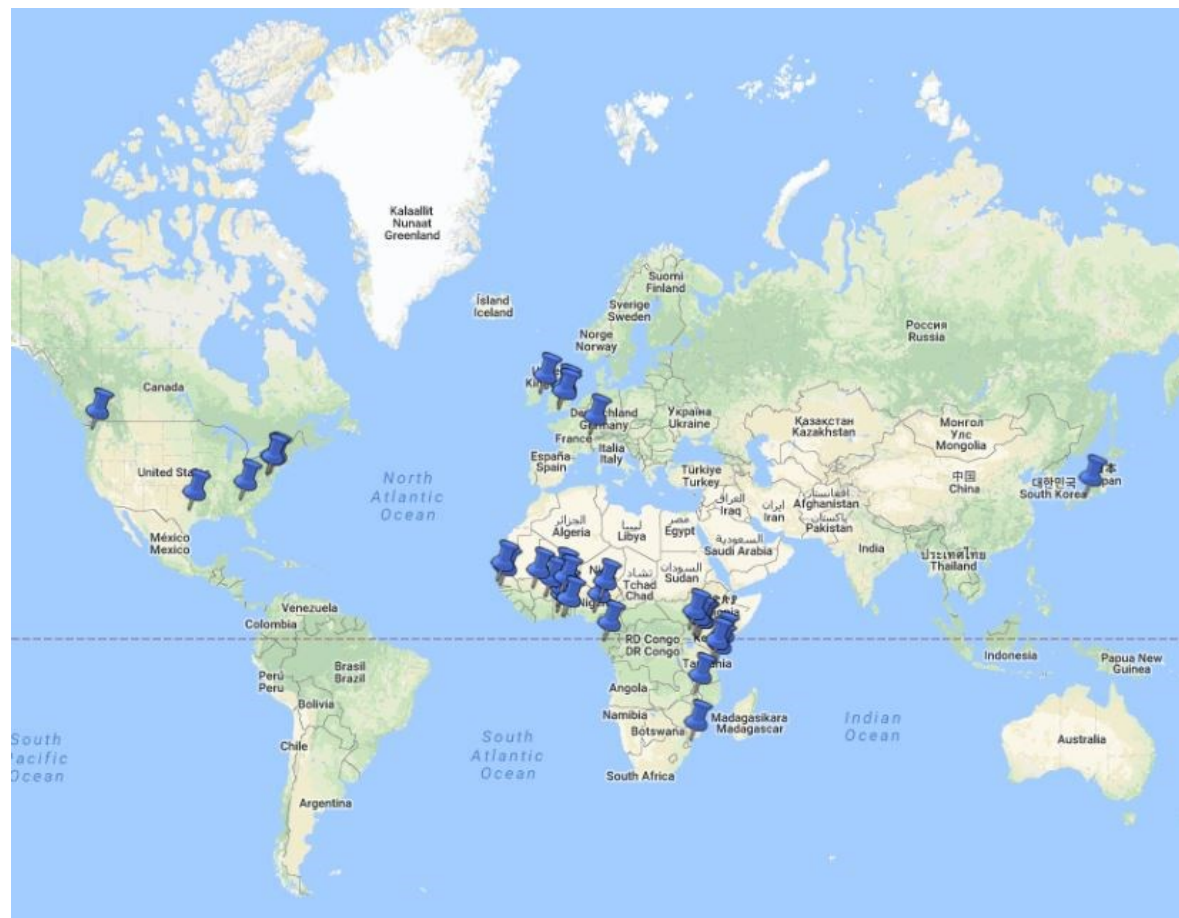 Kalaallit
Nunaat
Greenland
Ísland
Iceland
Suomi
Finland
Sverige
Sweden
Norge
Norway
Россия
Russia
Canada
Deutschland
Germany
France
Україна
Ukraine
Қазақстан
Kazakhstan
Монгол
Улс
Mongolia
Italia
Italy
España
Spain
Türkiye
Turkey
中国
China
대한민국
South Korea
North
Atlantic
Ocean
United
México
Mexico
العراق
Iraq
ایران
Iran
افغانستان
Afghanistan
پاکستان
Pakistan
الجزائر
Algeria
ليبيا
Libya
مصر
Egypt
السعودية
Saudi Arabia
India
ประเทศไทย
Thailand
تشاد
Tchad
Chad
السودان
Sudan
Venezuela
Colombia
RD Congo
DR Congo
Indonesia
Papua New
Guinea
Perú
Peru
Brasil
Brazil
Bolivia
Angola
Namibia
Botswana
Madagasikara
Madagascar
South
Pacific
Ocean
Chile
South
Atlantic
Ocean
Indian
Ocean
Australia
South Africa
Argentina